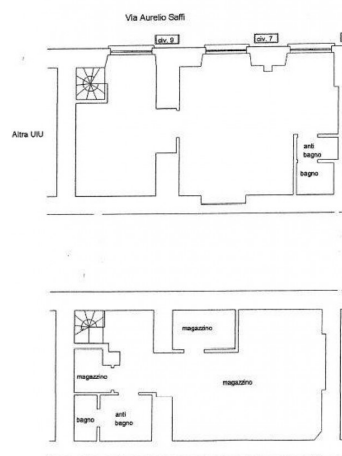 Via Aurelio Saffi
civ. 9
civ. 7
Altra UIU
anti
bagno
bagno
magazzino
magazzino
magazzino
bagno
anti
bagno